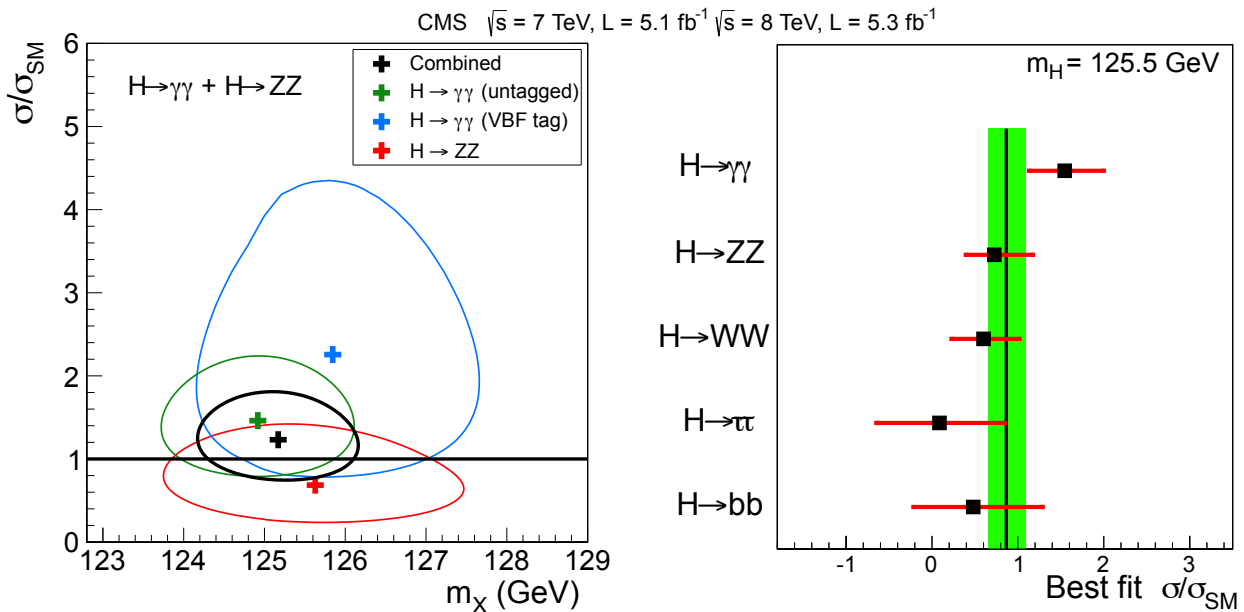 CMS √s = 7 TeV, L = 5.1 fb⁻¹ √s = 8 TeV, L = 5.3 fb⁻¹
σ/σSM
H→γγ + H→ZZ
Combined
H → γγ (untagged)
H → γγ (VBF tag)
H → ZZ
6
5
4
3
2
1
0
123 124 125 126 127 128 129
mX (GeV)
mH = 125.5 GeV
H→γγ
H→ZZ
H→WW
H→ττ
H→bb
-1 0 1 2 3
Best fit σ/σSM